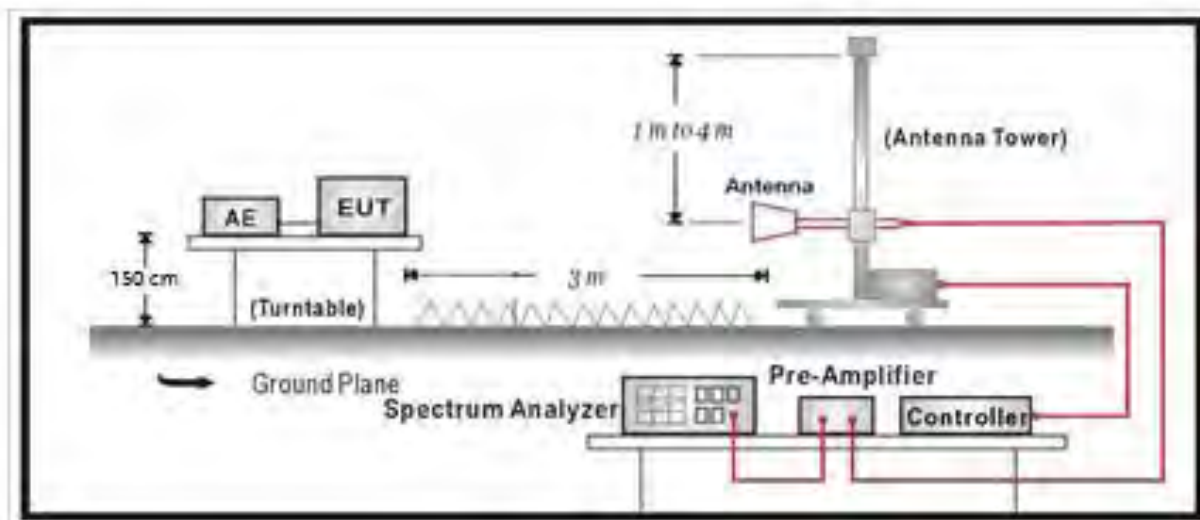 1 m to 4 m
(Antenna Tower)
Antenna
AE
EUT
150 cm
3 m
(Turntable)
Ground Plane
Pre-Amplifier
Spectrum Analyzer
Controller